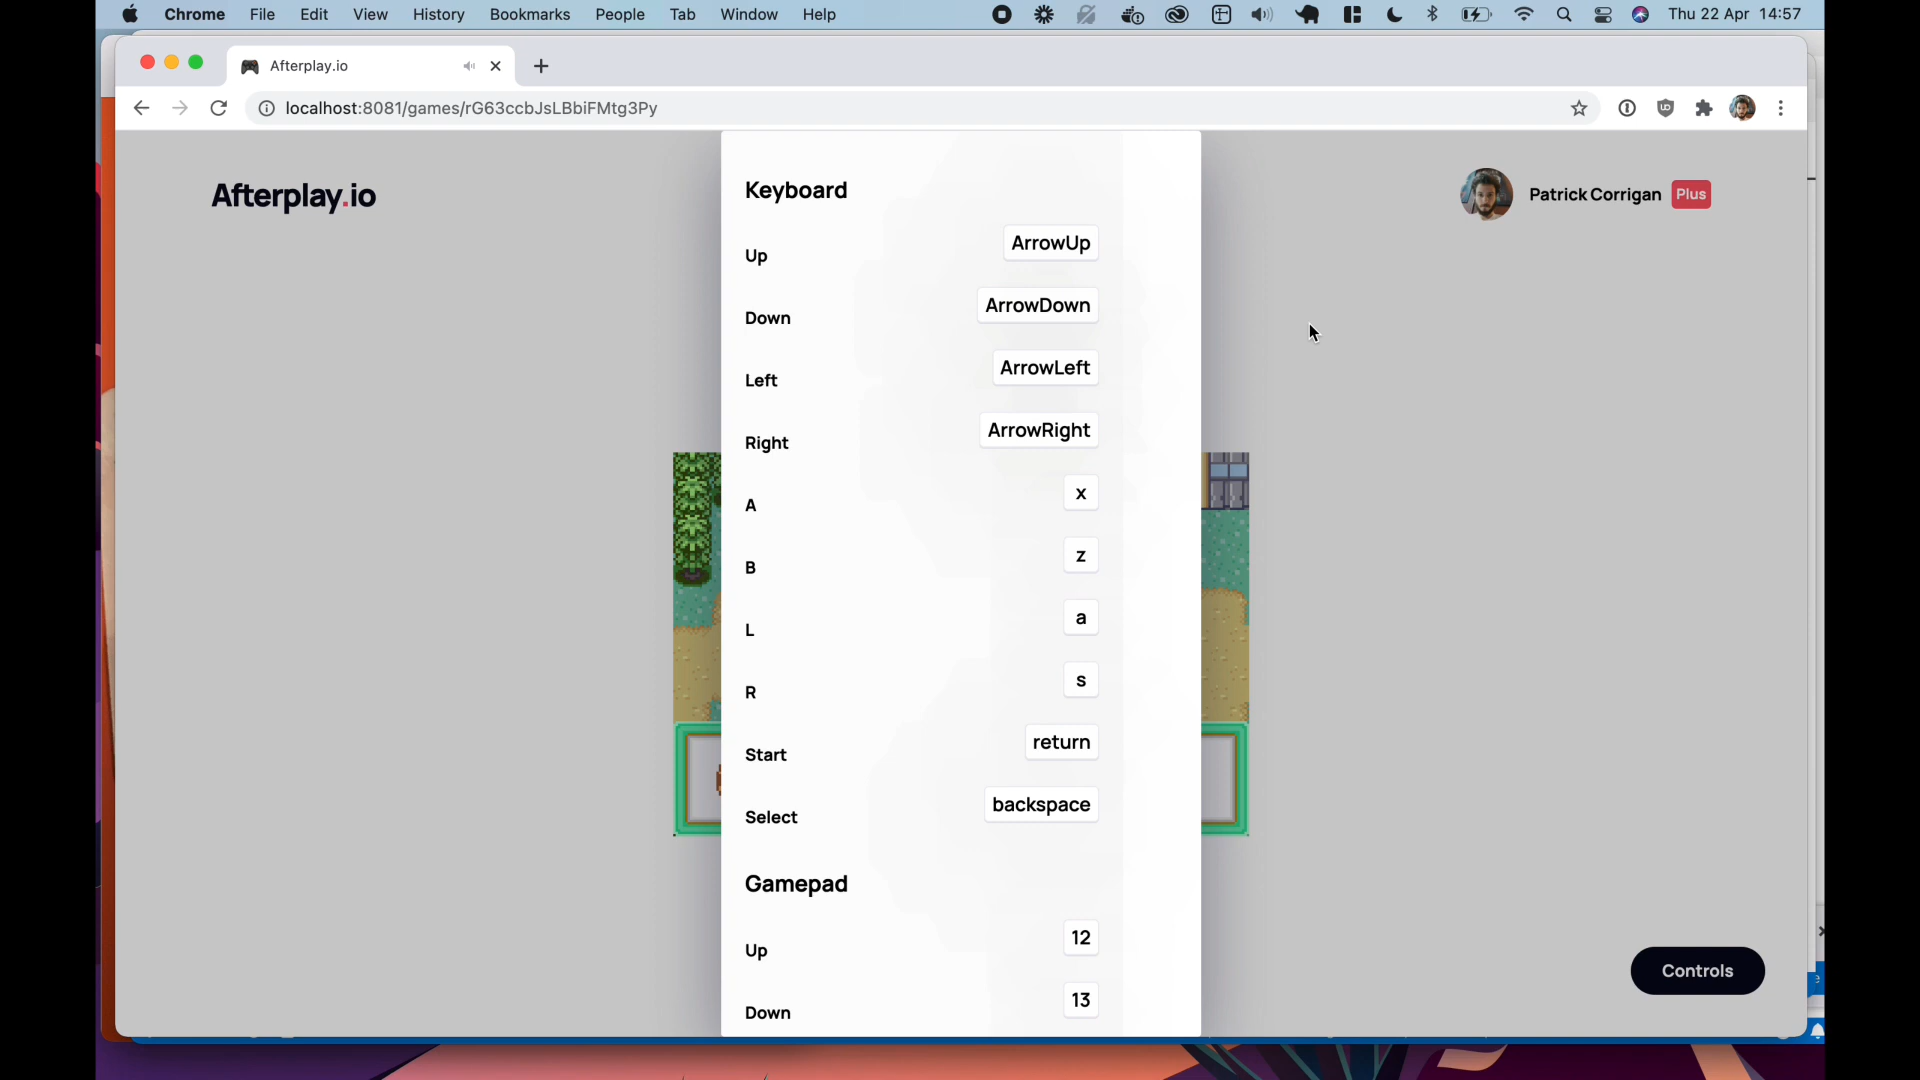 Chrome File Edit View History Bookmarks People Tab Window Help Thu 22 Apr 14:57
Afterplay.io
localhost:8081/games/rG63ccbJsLBbiFMtg3Py
Afterplay.io
Patrick Corrigan Plus
Keyboard
Up ArrowUp
Down ArrowDown
Left ArrowLeft
Right ArrowRight
A x
B z
L a
R s
Start return
Select backspace
Gamepad
Up 12
Down 13
Controls